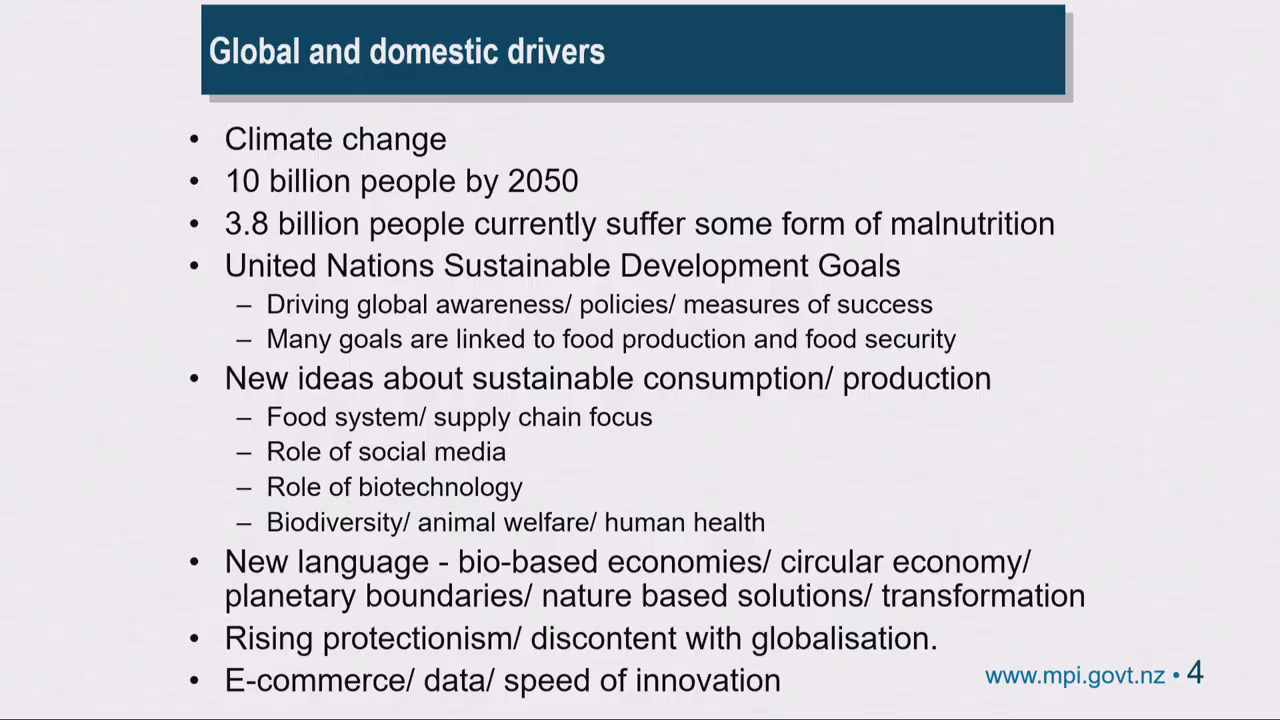 Global and domestic drivers
• Climate change
• 10 billion people by 2050
• 3.8 billion people currently suffer some form of malnutrition
• United Nations Sustainable Development Goals
– Driving global awareness/ policies/ measures of success
– Many goals are linked to food production and food security
• New ideas about sustainable consumption/ production
– Food system/ supply chain focus
– Role of social media
– Role of biotechnology
– Biodiversity/ animal welfare/ human health
• New language - bio-based economies/ circular economy/
planetary boundaries/ nature based solutions/ transformation
• Rising protectionism/ discontent with globalisation.
• E-commerce/ data/ speed of innovation
www.mpi.govt.nz • 4